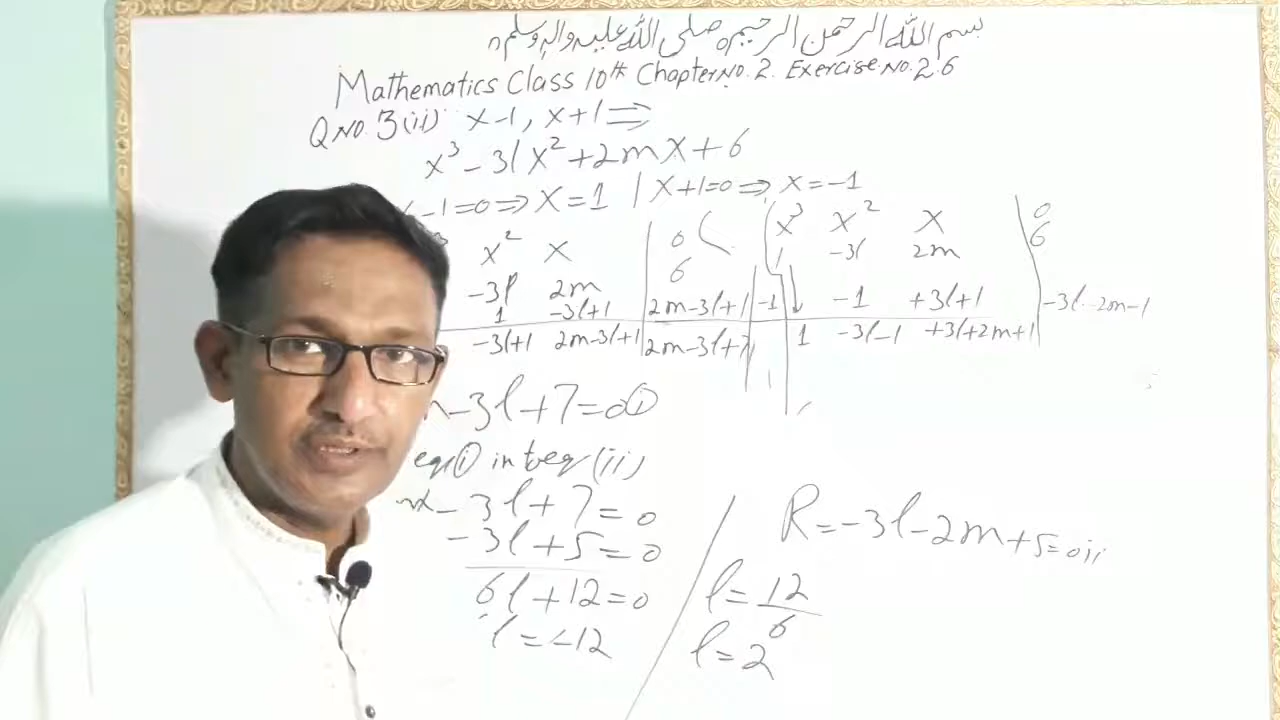 بسم اللہ الرحمن الرحیم صلی اللہ علیہ والہ وسلم
Mathematics Class 10th Chapter No. 2. Exercise. No. 2.6
Q No. 3(ii) x-1, x+1 ⇒
x³ - 3l x² + 2mx + 6
-1=0 ⇒ x=1 | x+1=0 ⇒ x=-1
x² x 0
-3l 2m 6
1 -3l+1 2m-3l+1
-3l+1 2m-3l+1 2m-3l+7
x³ x² x 0
1 -3l 2m 6
-1 ↓ -1 +3l+1 -3l-2m-1
1 -3l-1 +3l+2m+1
-3l+7=0 (i)
eq(i) in to eq (ii)
-3l+7=0
-3l+5=0
6l+12=0
l=-12
R=-3l-2m+5=0 ii
l=12/6
l=2